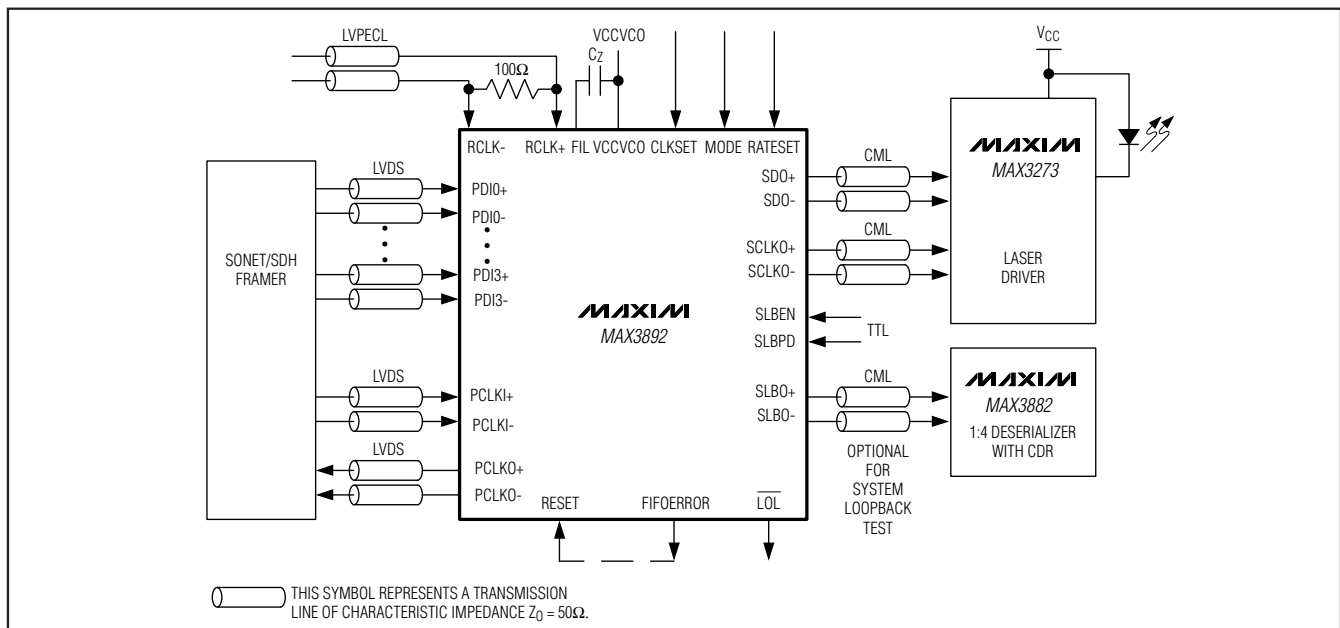 LVPECL
100Ω
VCCVCO
CZ
VCC
RCLK- RCLK+ FIL VCCVCO CLKSET MODE RATESET
SONET/SDH
FRAMER
LVDS
PDI0+
PDI0-
PDI3+
PDI3-
LVDS
PCLKI+
PCLKI-
LVDS
PCLKO+
PCLKO-
MAXIM
MAX3892
SDO+
SDO-
SCLKO+
SCLKO-
SLBEN
SLBPD
SLBO+
SLBO-
RESET FIFOERROR LOL
CML
CML
TTL
CML
OPTIONAL
FOR
SYSTEM
LOOPBACK
TEST
MAXIM
MAX3273
LASER
DRIVER
MAXIM
MAX3882
1:4 DESERIALIZER
WITH CDR
THIS SYMBOL REPRESENTS A TRANSMISSION
LINE OF CHARACTERISTIC IMPEDANCE Z0 = 50Ω.